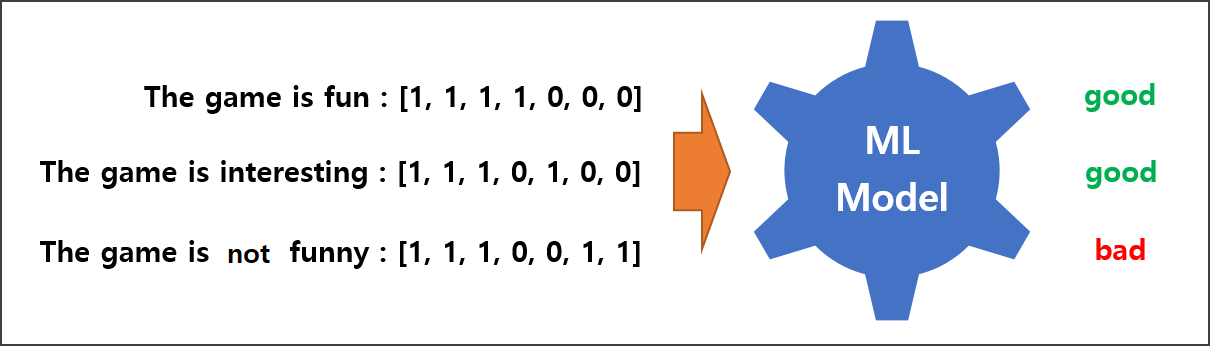 The game is fun : [1, 1, 1, 1, 0, 0, 0]
good
The game is interesting : [1, 1, 1, 0, 1, 0, 0]
good
The game is not funny : [1, 1, 1, 0, 0, 1, 1]
bad
ML
Model